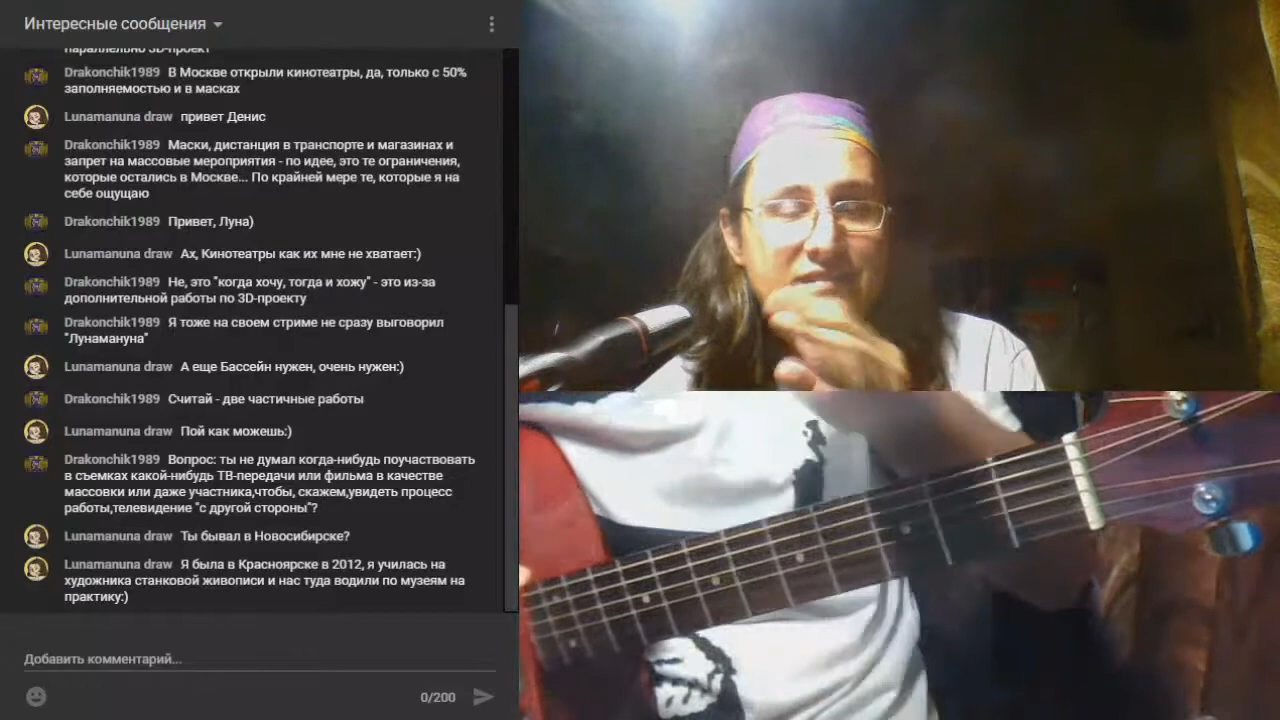 Интересные сообщения
параллельно 3D-проект
Drakonchik1989 В Москве открыли кинотеатры, да, только с 50%
заполняемостью и в масках
Lunamanuna draw привет Денис
Drakonchik1989 Маски, дистанция в транспорте и магазинах и
запрет на массовые мероприятия - по идее, это те ограничения,
которые остались в Москве... По крайней мере те, которые я на
себе ощущаю
Drakonchik1989 Привет, Луна)
Lunamanuna draw Ах, Кинотеатры как их мне не хватает:)
Drakonchik1989 Не, это "когда хочу, тогда и хожу" - это из-за
дополнительной работы по 3D-проекту
Drakonchik1989 Я тоже на своем стриме не сразу выговорил
"Лунамануна"
Lunamanuna draw А еще Бассейн нужен, очень нужен:)
Drakonchik1989 Считай - две частичные работы
Lunamanuna draw Пой как можешь:)
Drakonchik1989 Вопрос: ты не думал когда-нибудь поучаствовать
в съемках какой-нибудь ТВ-передачи или фильма в качестве
массовки или даже участника,чтобы, скажем,увидеть процесс
работы,телевидение "с другой стороны"?
Lunamanuna draw Ты бывал в Новосибирске?
Lunamanuna draw Я была в Красноярске в 2012, я училась на
художника станковой живописи и нас туда водили по музеям на
практику:)
Добавить комментарий...
0/200